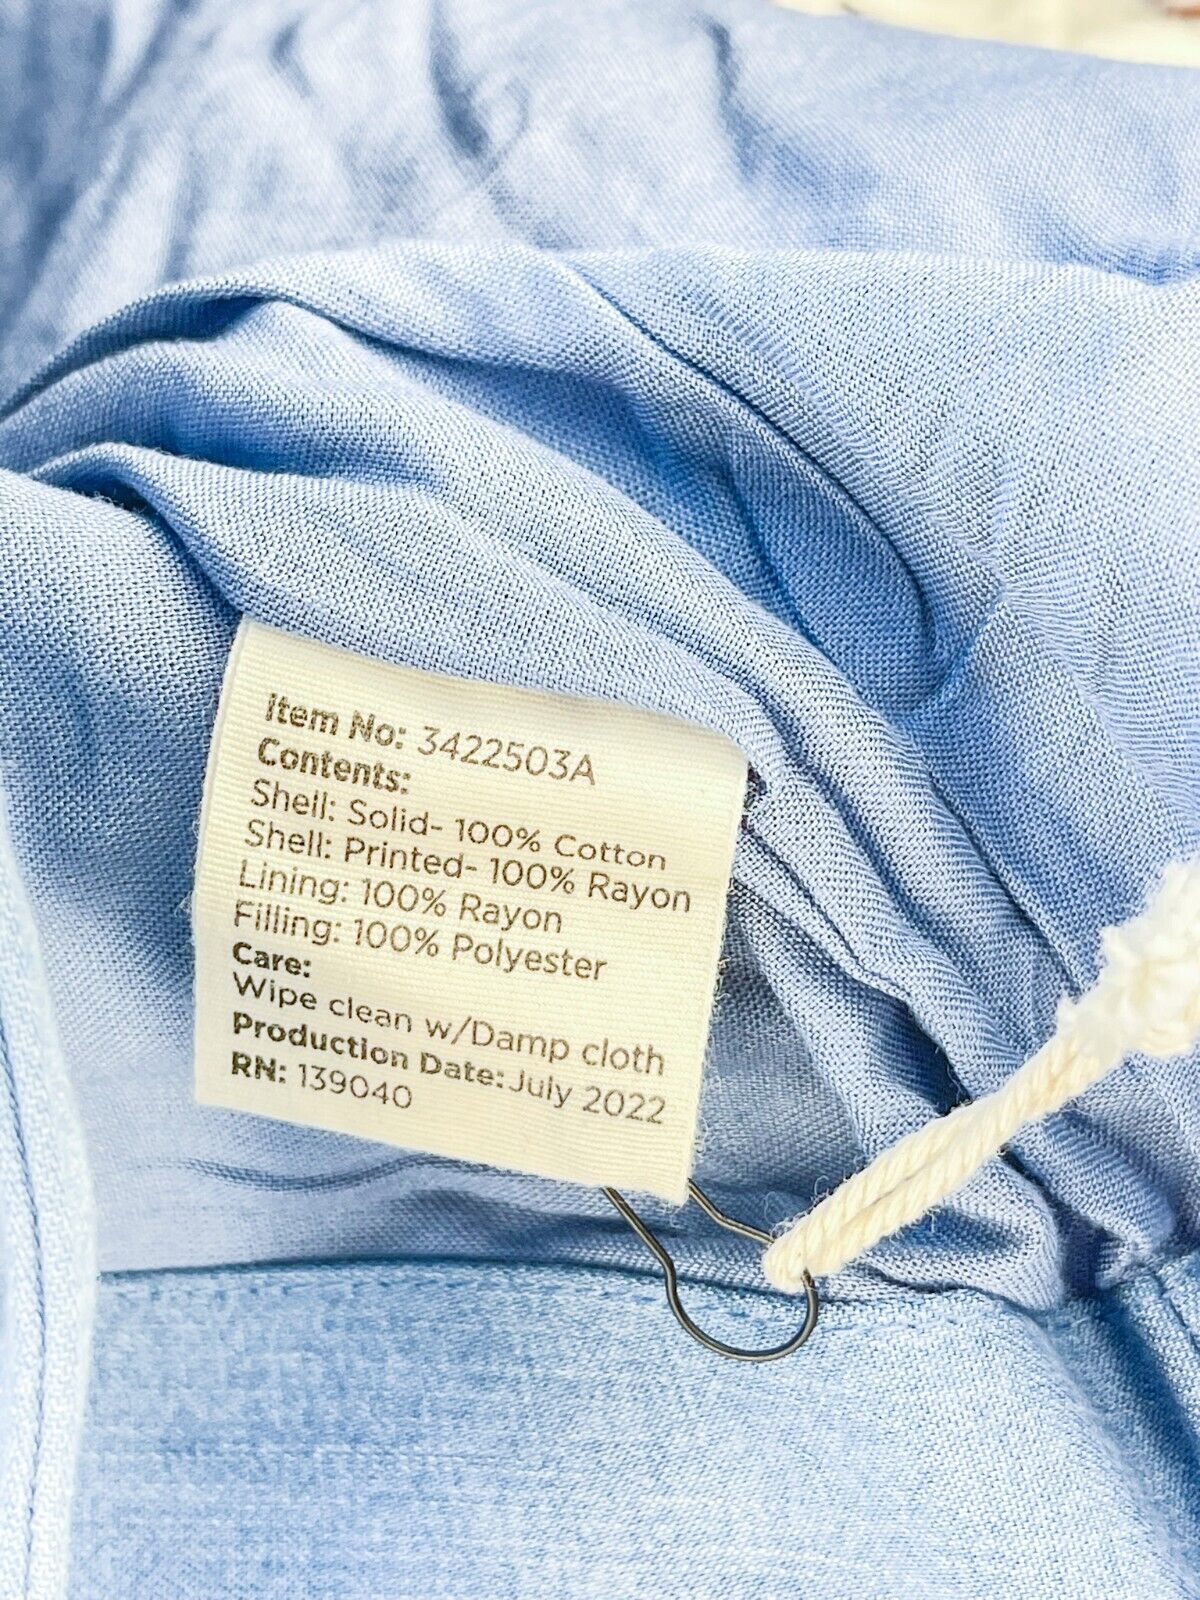 Item No: 3422503A
Contents:
Shell: Solid- 100% Cotton
Shell: Printed- 100% Rayon
Lining: 100% Rayon
Filling: 100% Polyester
Care:
Wipe clean w/Damp cloth
Production Date: July 2022
RN: 139040